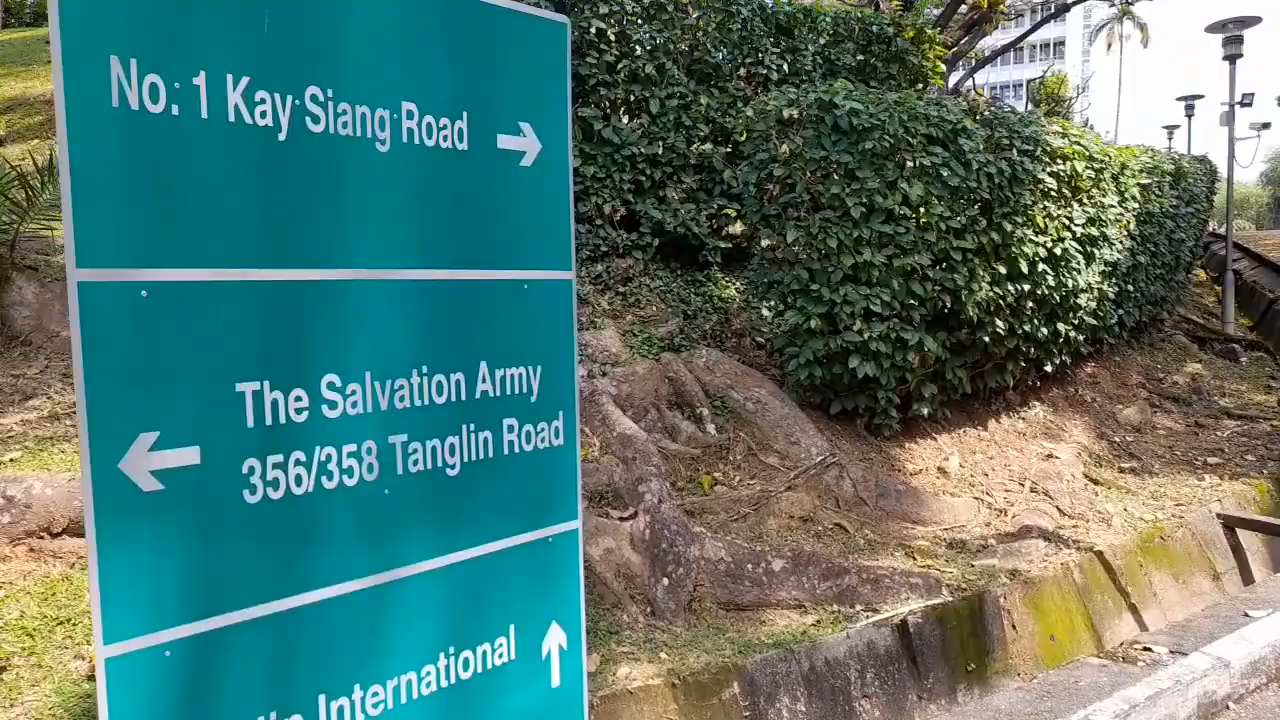 No: 1 Kay Siang Road
The Salvation Army
356/358 Tanglin Road
International